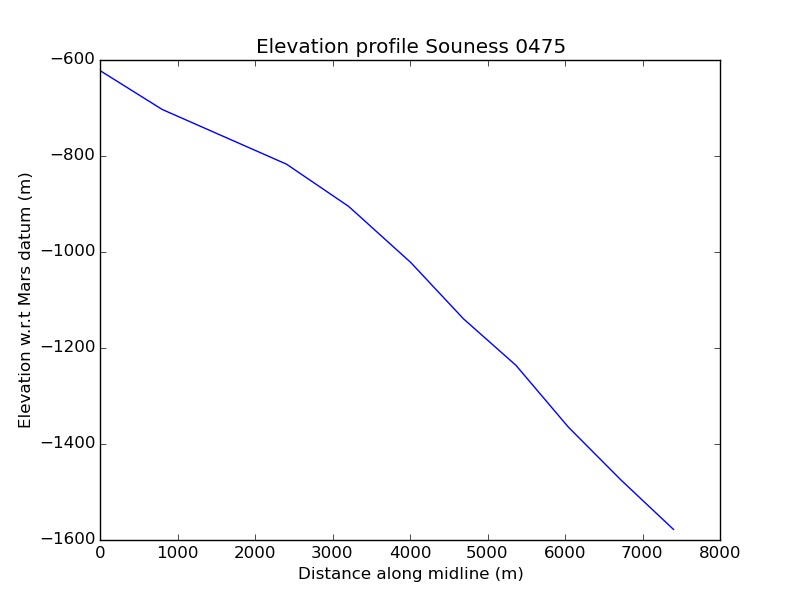 Elevation profile Souness 0475
−600
−800
−1000
−1200
−1400
−1600
Elevation w.r.t Mars datum (m)
0 1000 2000 3000 4000 5000 6000 7000 8000
Distance along midline (m)